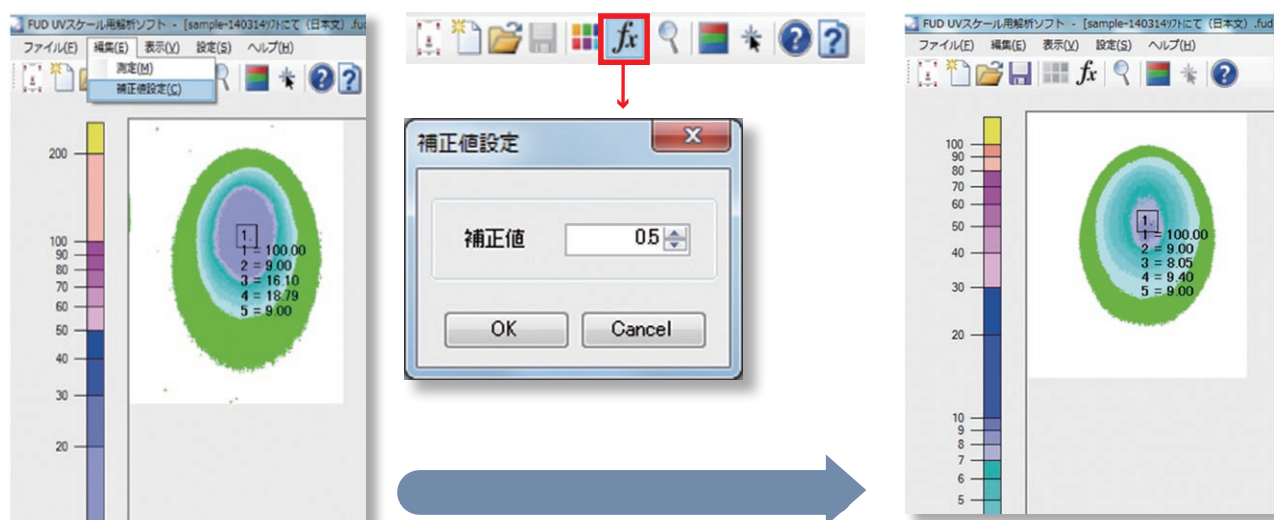 FUD UVスケール用解析ソフト - [sample-140314ソフトにて (日本文) .fu
ファイル(F) 編集(E) 表示(V) 設定(S) ヘルプ(H)
測定(M)
補正値設定(C)
200
100
90
80
70
60
50
40
30
20
1.
1 = 100.00
2 = 9.00
3 = 16.10
4 = 18.79
5 = 9.00
fx
補正値設定
補正値 0.5
OK Cancel
FUD UVスケール用解析ソフト - [sample-140314ソフトにて (日本文) .fud
ファイル(F) 編集(E) 表示(V) 設定(S) ヘルプ(H)
fx
100
90
80
70
60
50
40
30
20
10
9
8
7
6
5
1.
1 = 100.00
2 = 9.00
3 = 8.05
4 = 9.40
5 = 9.00